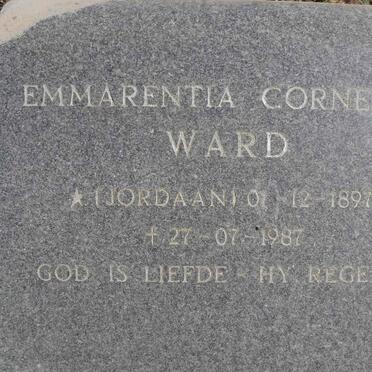 EMMARENTIA CORNE
WARD
★ (JORDAAN) 01-12-1897
† 27-07-1987
GOD IS LIEFDE - HY REGE